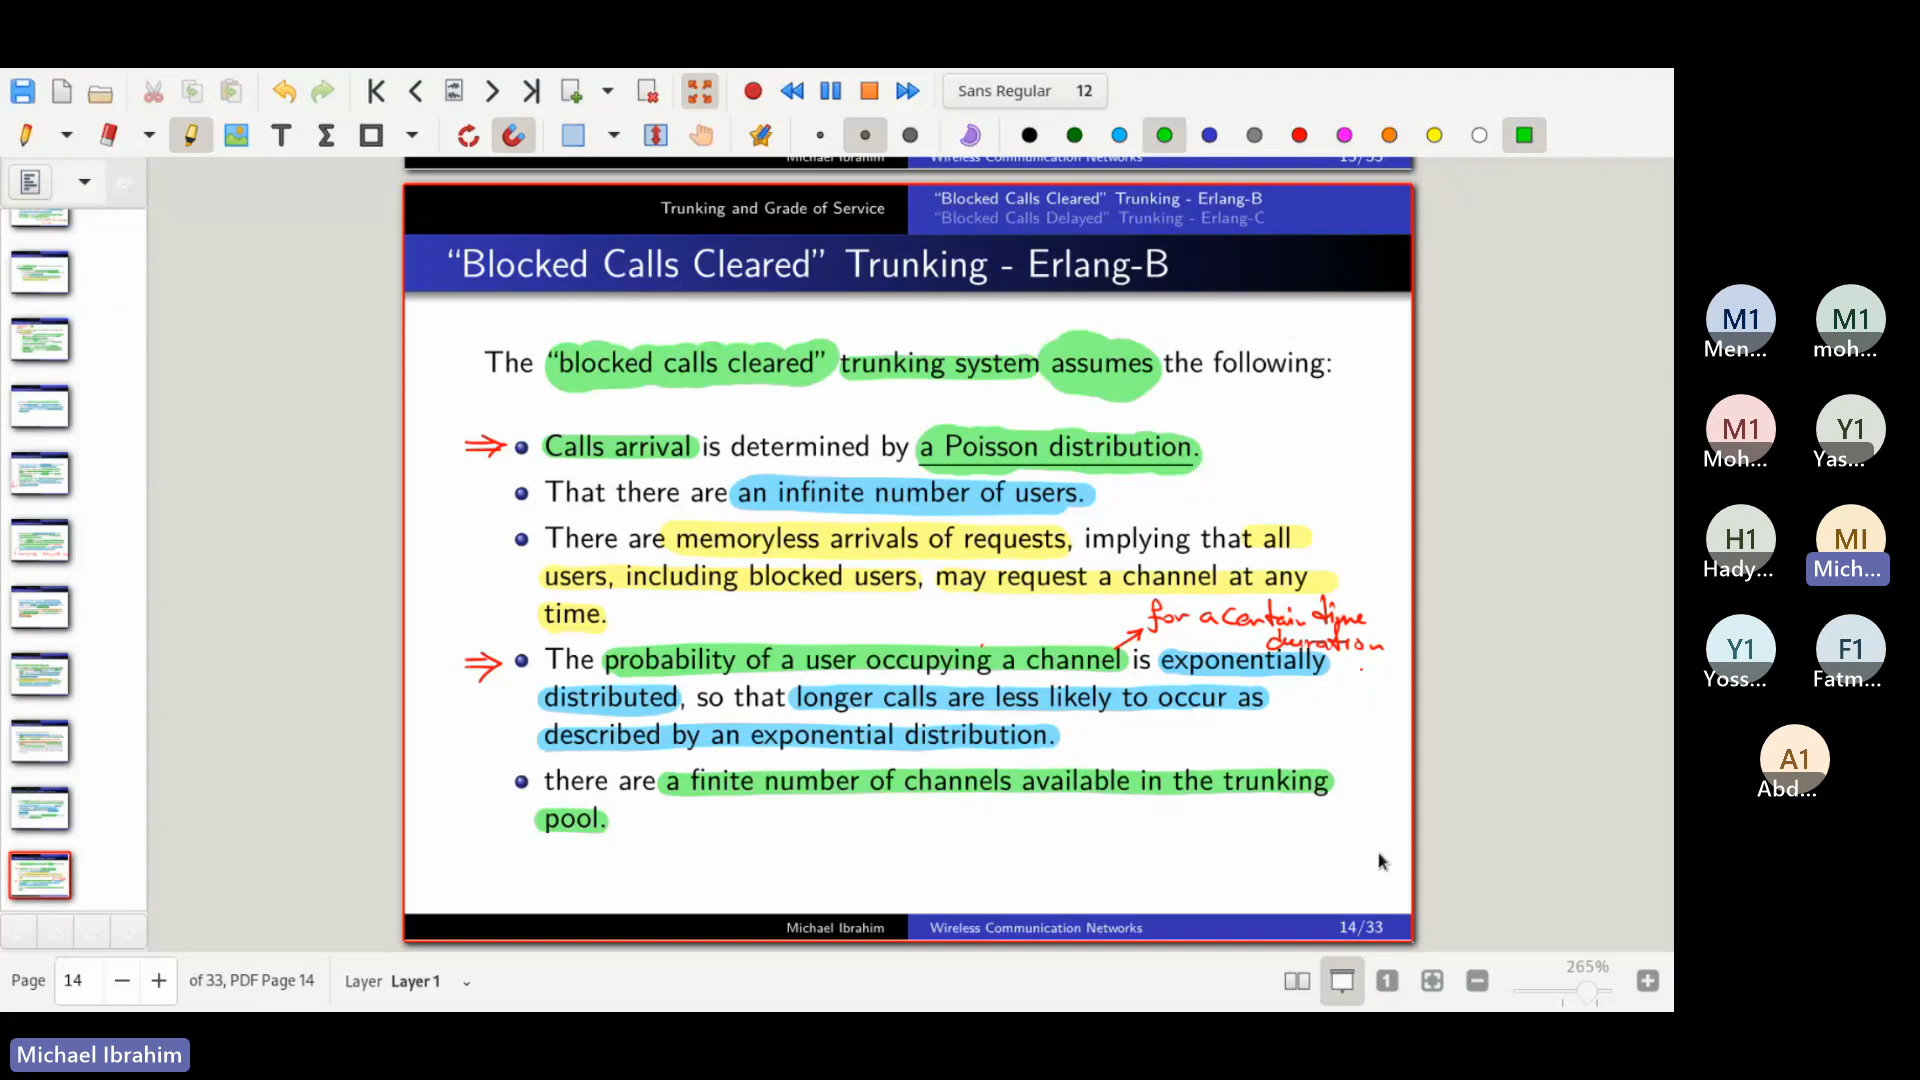 Sans Regular 12
Michael Ibrahim
Wireless Communication Networks
Trunking and Grade of Service
“Blocked Calls Cleared” Trunking - Erlang-B
“Blocked Calls Delayed” Trunking - Erlang-C
“Blocked Calls Cleared” Trunking - Erlang-B
The “blocked calls cleared” trunking system assumes the following:
Calls arrival is determined by a Poisson distribution.
That there are an infinite number of users.
There are memoryless arrivals of requests, implying that all
users, including blocked users, may request a channel at any
time.
for a certain time
duration
The probability of a user occupying a channel is exponentially
distributed, so that longer calls are less likely to occur as
described by an exponential distribution.
there are a finite number of channels available in the trunking
pool.
Michael Ibrahim
Wireless Communication Networks
14/33
Page 14 of 33, PDF Page 14
Layer Layer 1
265%
Michael Ibrahim
M1
Men...
M1
moh...
M1
Moh...
Y1
Yas...
H1
Hady...
MI
Mich...
Y1
Yoss...
F1
Fatm...
A1
Abd...